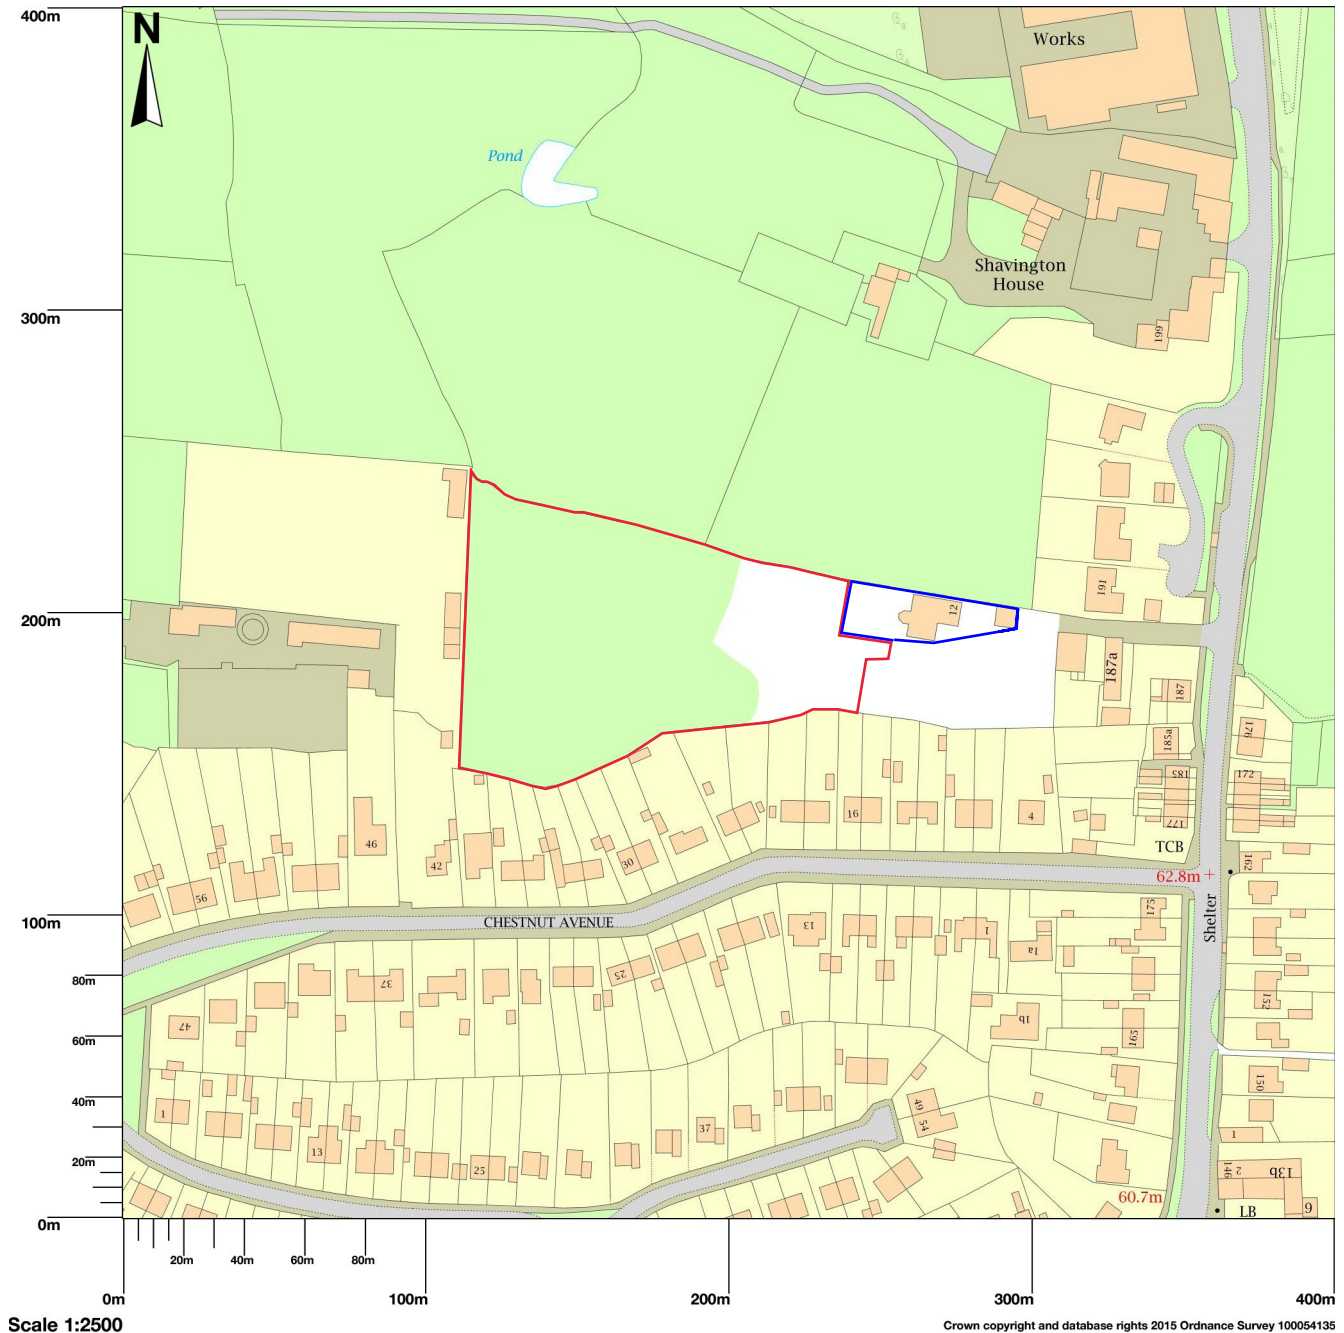 400m
N
Works
Pond
Shavington
House
300m
199
191
200m
12
187a
187
185a
176
185
172
177
16
4
TCB
46
42
30
162
62.8m
56
175
100m
CHESTNUT AVENUE
Shelter
13
1
1a
80m
25
37
152
47
1b
165
60m
150
40m
1
49
54
37
1
13
20m
25
146
2
13b
60.7m
9
LB
0m
20m
40m
60m
80m
0m
100m
200m
300m
400m
Scale 1:2500
Crown copyright and database rights 2015 Ordnance Survey 100054135